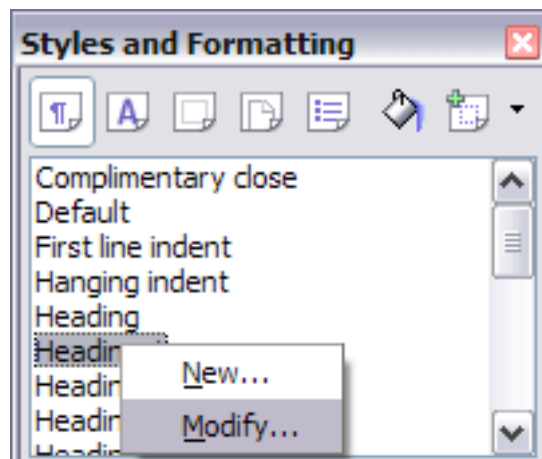 Styles and Formatting
Complimentary close
Default
First line indent
Hanging indent
Heading
New...
Modify...